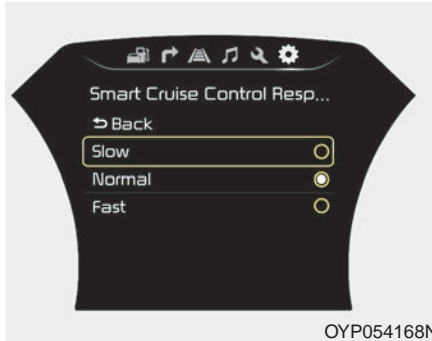 Smart Cruise Control Resp...
Back
Slow
Normal
Fast
OYP054168N